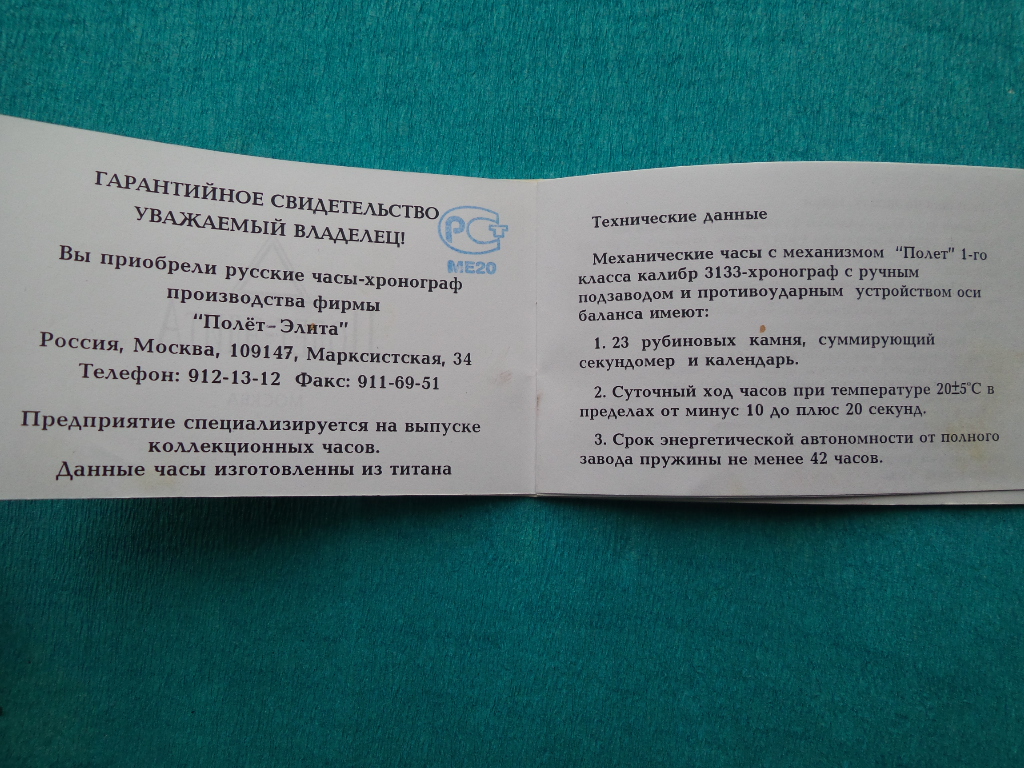 ГАРАНТИЙНОЕ СВИДЕТЕЛЬСТВО
УВАЖАЕМЫЙ ВЛАДЕЛЕЦ!
РСТ
МЕ20
Вы приобрели русские часы-хронограф
производства фирмы
"Полёт-Элита"
Россия, Москва, 109147, Марксистская, 34
Телефон: 912-13-12 Факс: 911-69-51
Предприятие специализируется на выпуске
коллекционных часов.
Данные часы изготовленны из титана
Технические данные
Механические часы с механизмом "Полет" 1-го
класса калибр 3133-хронограф с ручным
подзаводом и противоударным устройством оси
баланса имеют:
1. 23 рубиновых камня, суммирующий
секундомер и календарь.
2. Суточный ход часов при температуре 20±5°С в
пределах от минус 10 до плюс 20 секунд.
3. Срок энергетической автономности от полного
завода пружины не менее 42 часов.